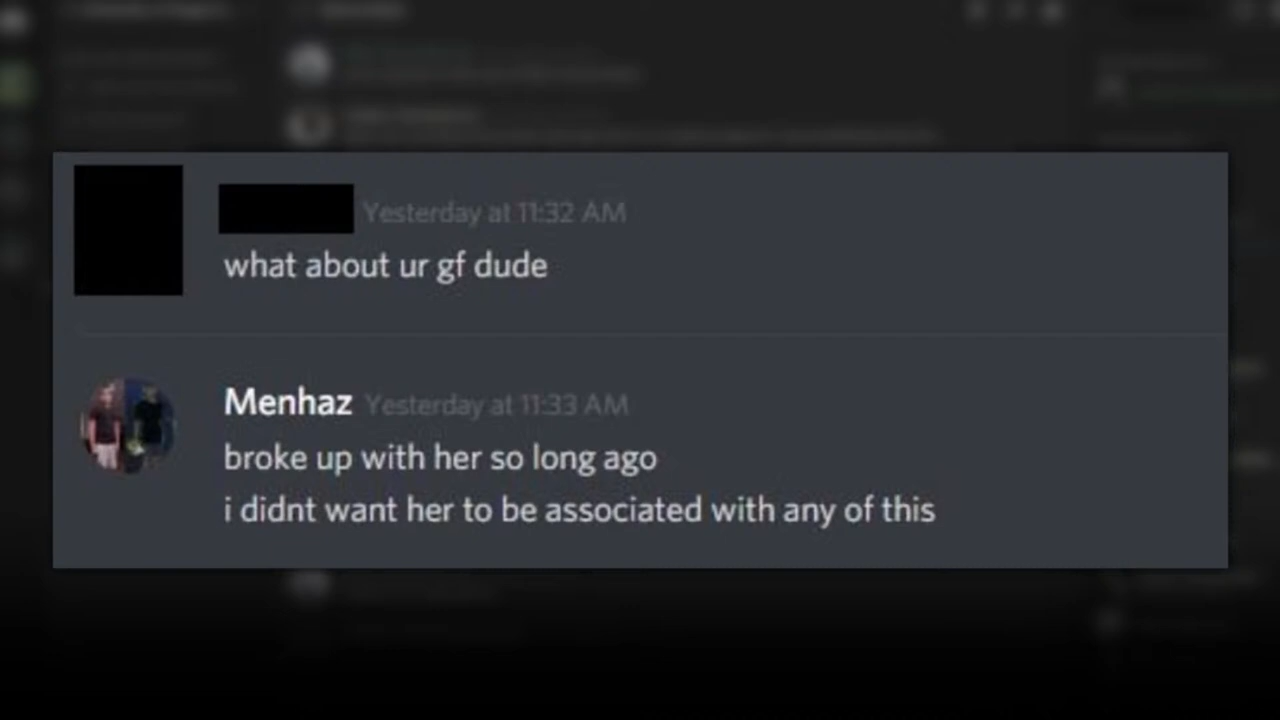 Yesterday at 11:32 AM
what about ur gf dude
Menhaz Yesterday at 11:33 AM
broke up with her so long ago
i didnt want her to be associated with any of this